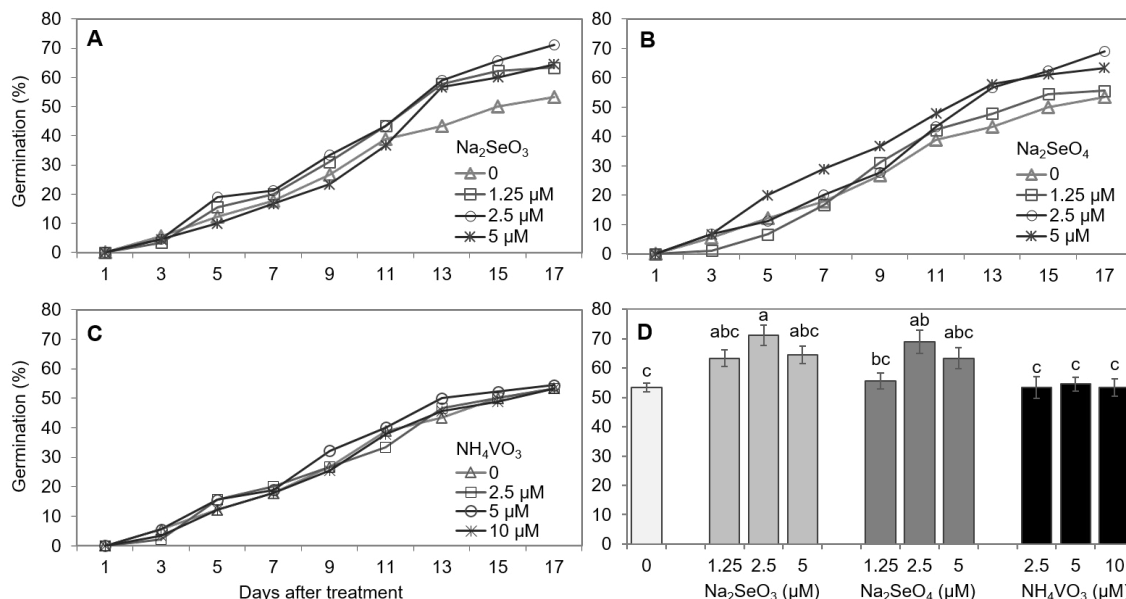 A
Germination (%)
80
70
60
50
40
30
20
10
0
1 3 5 7 9 11 13 15 17
Na₂SeO₃
0
1.25 µM
2.5 µM
5 µM
B
80
70
60
50
40
30
20
10
0
1 3 5 7 9 11 13 15 17
Na₂SeO₄
0
1.25 µM
2.5 µM
5 µM
C
Germination (%)
80
70
60
50
40
30
20
10
0
1 3 5 7 9 11 13 15 17
Days after treatment
NH₄VO₃
0
2.5 µM
5 µM
10 µM
D
80
70
60
50
40
30
20
10
0
c abc a abc bc ab abc c c c
0 1.25 2.5 5 1.25 2.5 5 2.5 5 10
Na₂SeO₃ (µM) Na₂SeO₄ (µM) NH₄VO₃ (µM)